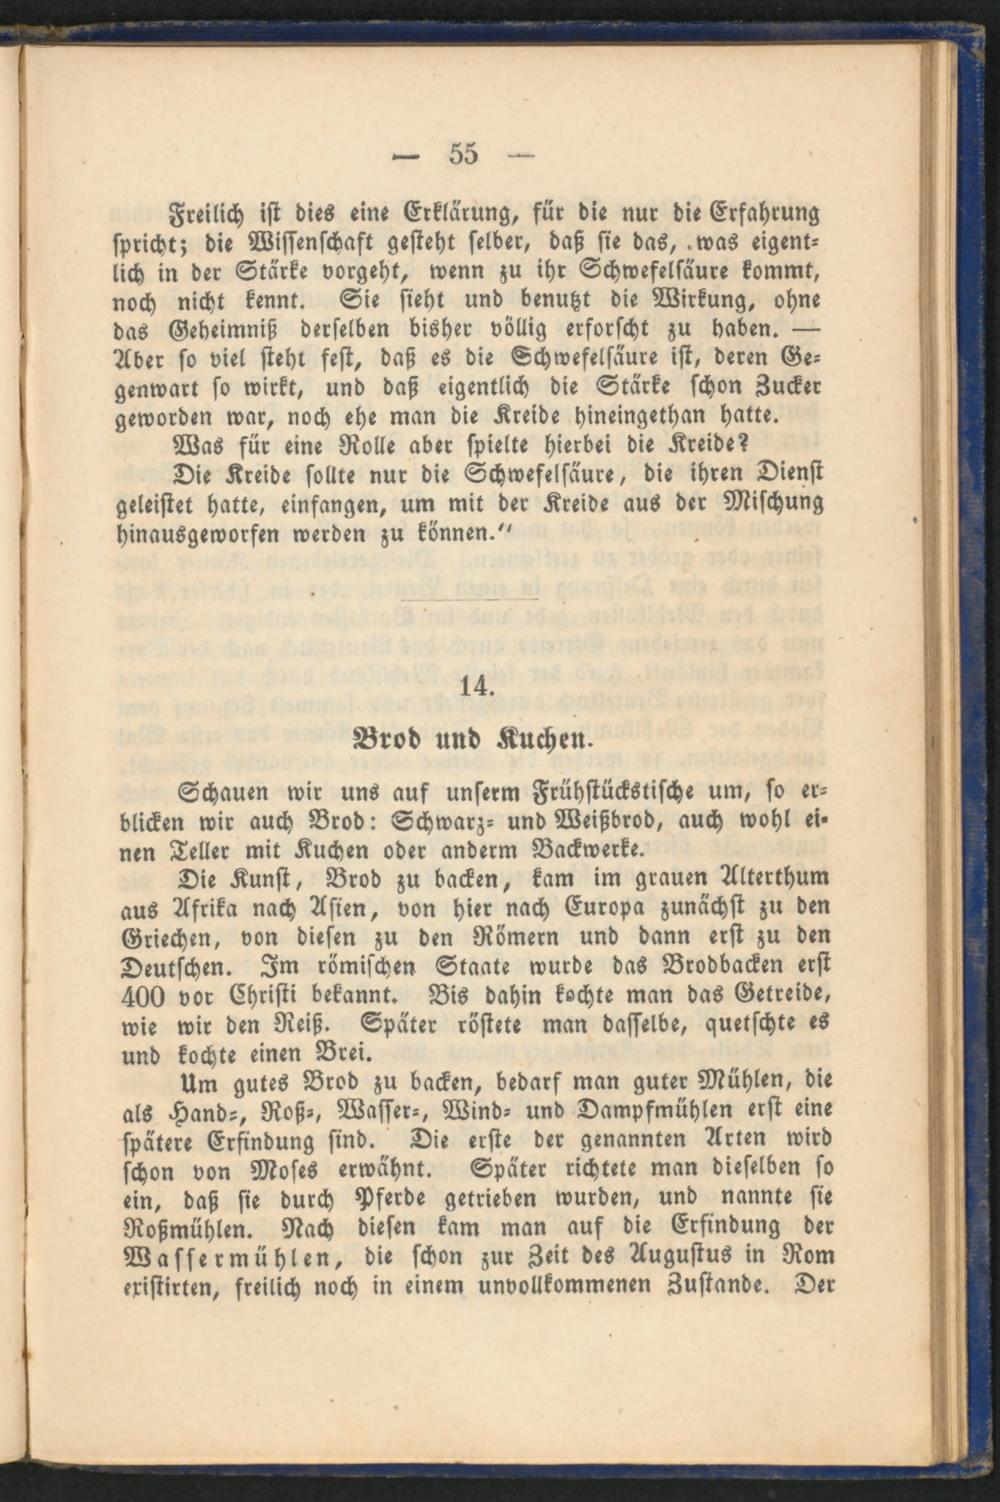 — 55 —
Freilich ist dies eine Erklärung, für die nur die Erfahrung
spricht; die Wissenschaft gesteht selber, daß sie das, was eigent-
lich in der Stärke vorgeht, wenn zu ihr Schwefelsäure kommt,
noch nicht kennt. Sie sieht und benutzt die Wirkung, ohne
das Geheimniß derselben bisher völlig erforscht zu haben. —
Aber so viel steht fest, daß es die Schwefelsäure ist, deren Ge-
genwart so wirkt, und daß eigentlich die Stärke schon Zucker
geworden war, noch ehe man die Kreide hineingethan hatte.
Was für eine Rolle aber spielte hierbei die Kreide?
Die Kreide sollte nur die Schwefelsäure, die ihren Dienst
geleistet hatte, einfangen, um mit der Kreide aus der Mischung
hinausgeworfen werden zu können.“
14.
Brod und Kuchen.
Schauen wir uns auf unserm Frühstückstische um, so er-
blicken wir auch Brod: Schwarz- und Weißbrod, auch wohl ei-
nen Teller mit Kuchen oder anderm Backwerke.
Die Kunst, Brod zu backen, kam im grauen Alterthum
aus Afrika nach Asien, von hier nach Europa zunächst zu den
Griechen, von diesen zu den Römern und dann erst zu den
Deutschen. Im römischen Staate wurde das Brodbacken erst
400 vor Christi bekannt. Bis dahin kochte man das Getreide,
wie wir den Reiß. Später röstete man dasselbe, quetschte es
und kochte einen Brei.
Um gutes Brod zu backen, bedarf man guter Mühlen, die
als Hand-, Roß-, Wasser-, Wind- und Dampfmühlen erst eine
spätere Erfindung sind. Die erste der genannten Arten wird
schon von Moses erwähnt. Später richtete man dieselben so
ein, daß sie durch Pferde getrieben wurden, und nannte sie
Roßmühlen. Nach diesen kam man auf die Erfindung der
Wassermühlen, die schon zur Zeit des Augustus in Rom
existirten, freilich noch in einem unvollkommenen Zustande. Der